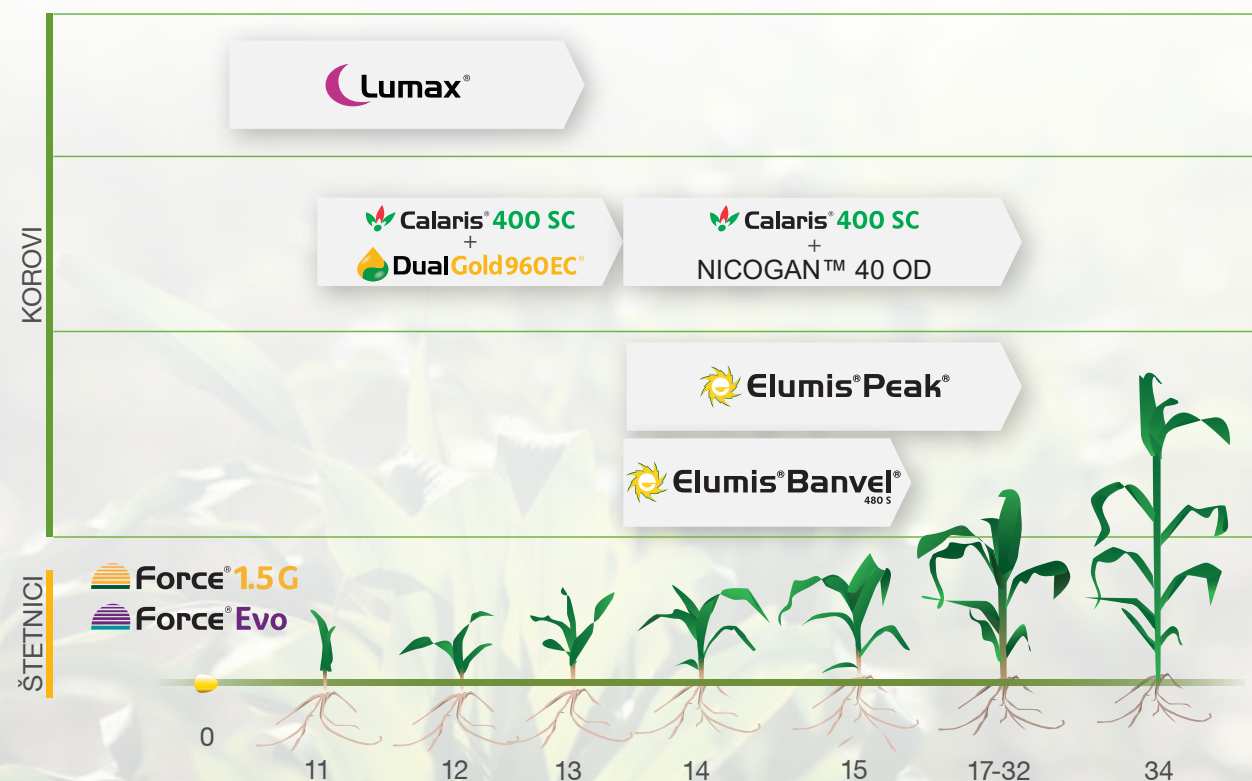 KOROVI
Lumax®
Calaris® 400 SC
+
DualGold960EC®
Calaris® 400 SC
+
NICOGAN™ 40 OD
Elumis®Peak®
Elumis®Banvel®
480 S
ŠTETNICI
Force® 1.5G
Force® Evo
0
11
12
13
14
15
17-32
34